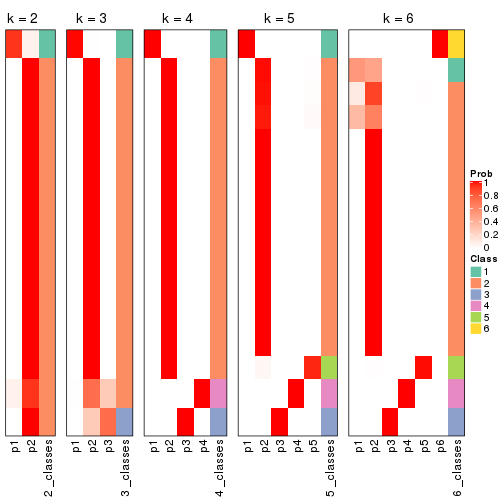 k = 2
k = 3
k = 4
k = 5
k = 6
Prob
1
0.8
0.6
0.4
0.2
0
Class
1
2
3
4
5
6
p1
p2
2_classes
p1
p2
p3
3_classes
p1
p2
p3
p4
4_classes
p1
p2
p3
p4
p5
5_classes
p1
p2
p3
p4
p5
p6
6_classes